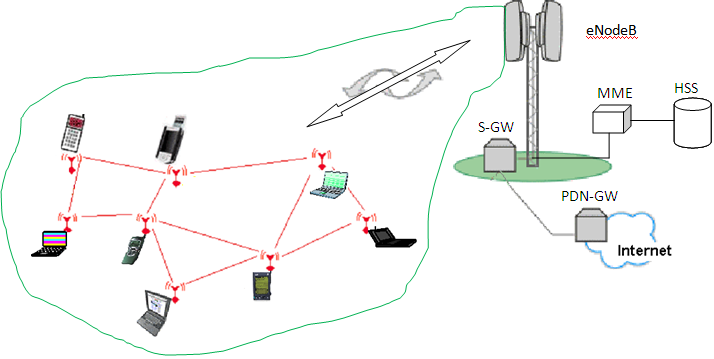 eNodeB
MME
HSS
S-GW
PDN-GW
Internet